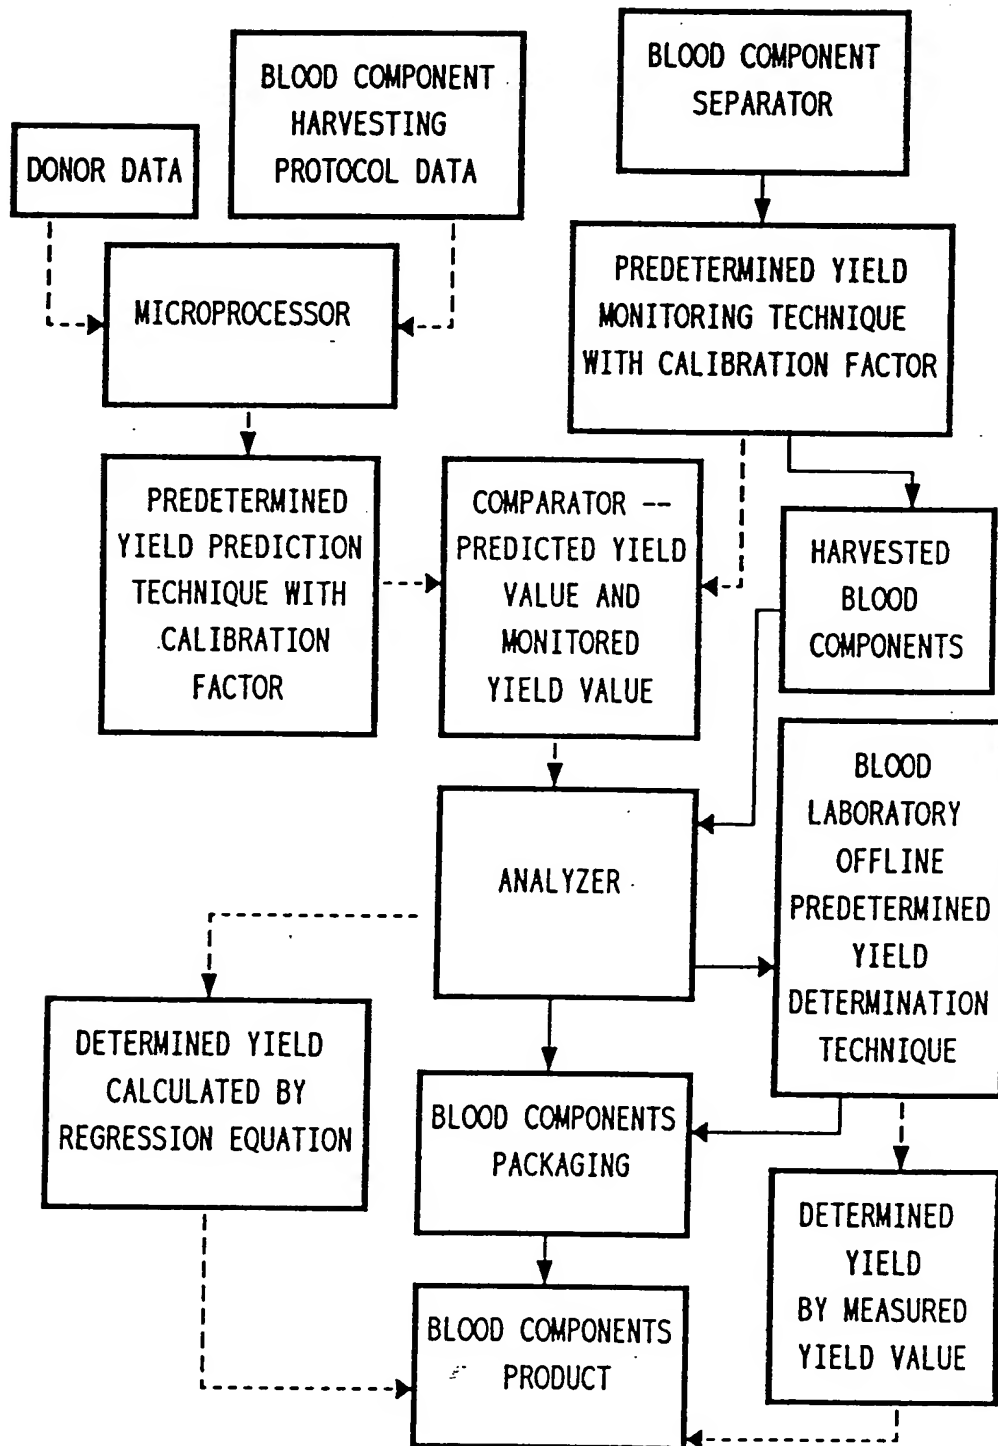 BLOOD COMPONENT
HARVESTING
PROTOCOL DATA
BLOOD COMPONENT
SEPARATOR
DONOR DATA
MICROPROCESSOR
PREDETERMINED YIELD
MONITORING TECHNIQUE
WITH CALIBRATION FACTOR
PREDETERMINED
YIELD PREDICTION
TECHNIQUE WITH
CALIBRATION
FACTOR
COMPARATOR --
PREDICTED YIELD
VALUE AND
MONITORED
YIELD VALUE
HARVESTED
BLOOD
COMPONENTS
ANALYZER
BLOOD
LABORATORY
OFFLINE
PREDETERMINED
YIELD
DETERMINATION
TECHNIQUE
DETERMINED YIELD
CALCULATED BY
REGRESSION EQUATION
BLOOD COMPONENTS
PACKAGING
DETERMINED
YIELD
BY MEASURED
YIELD VALUE
BLOOD COMPONENTS
PRODUCT